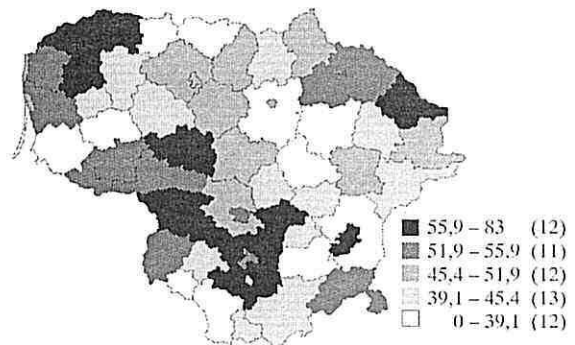 55,9 – 83 (12)
51,9 – 55,9 (11)
45,4 – 51,9 (12)
39,1 – 45,4 (13)
0 – 39,1 (12)